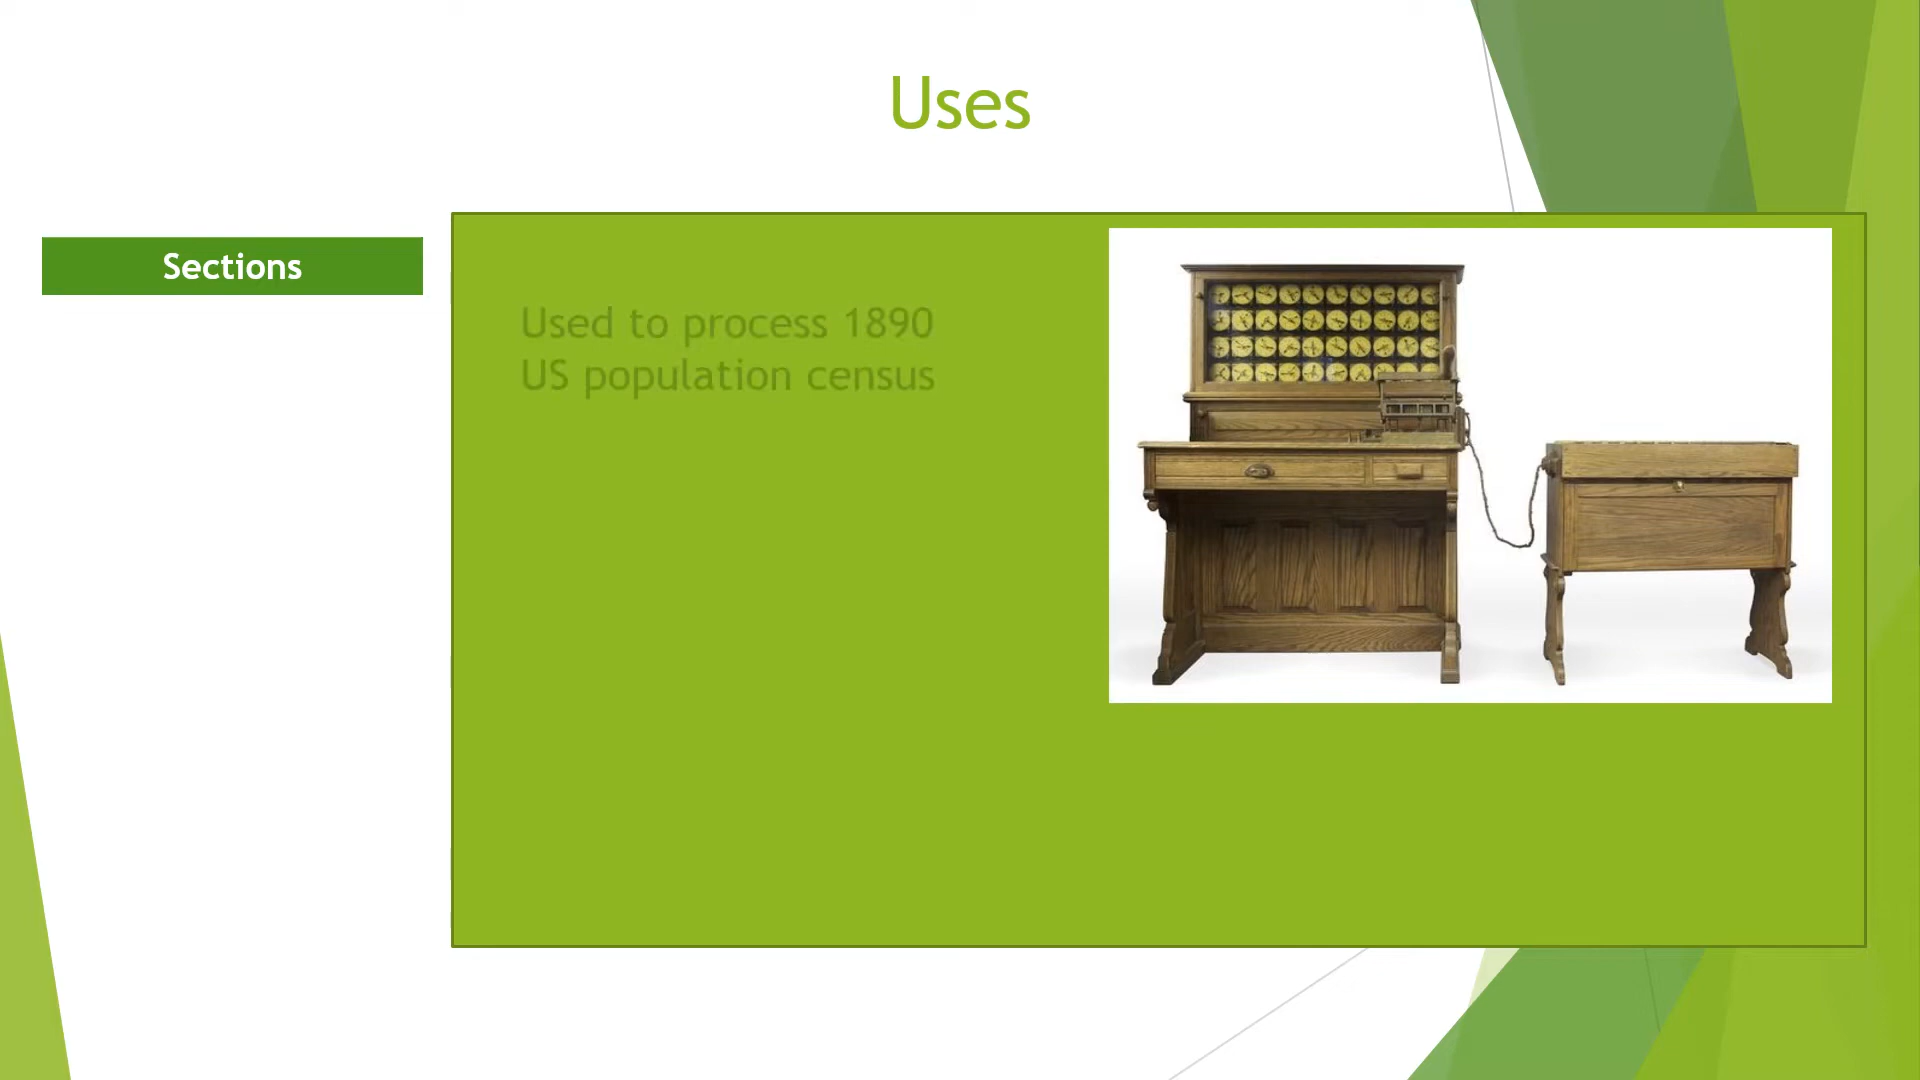 Uses
Sections
Used to process 1890
US population census